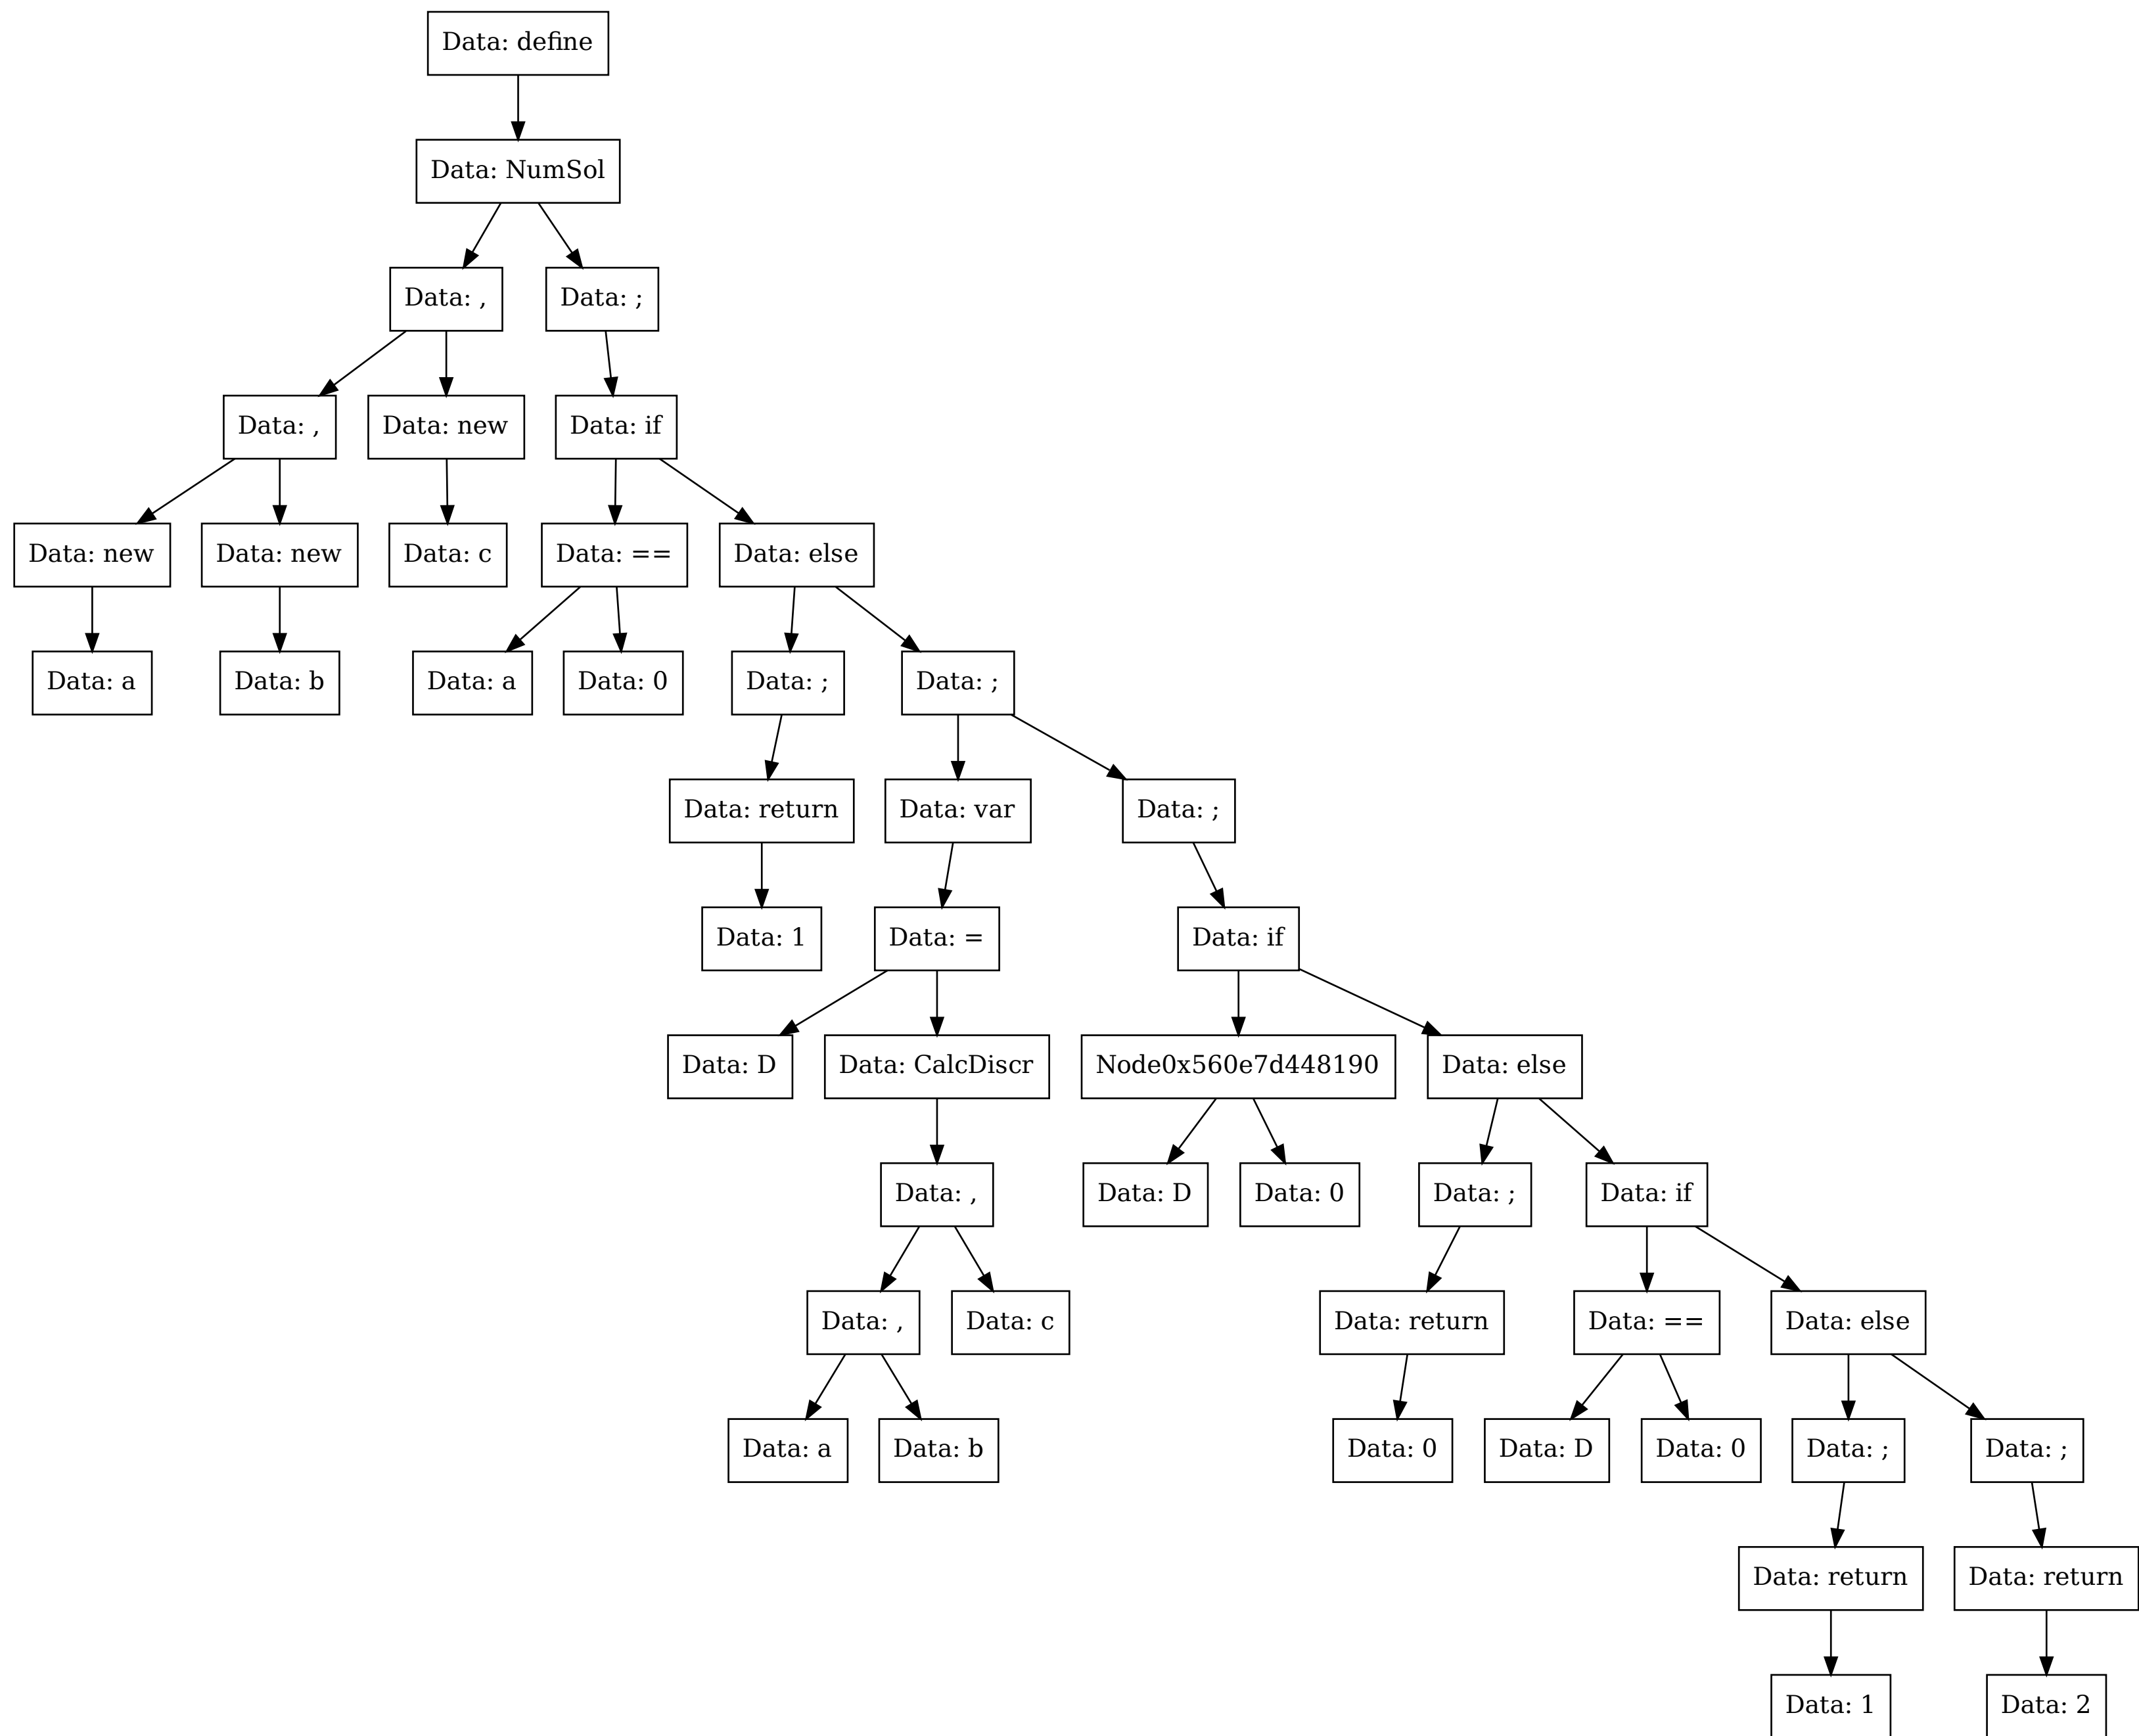 Data: define
Data: NumSol
Data: ,
Data: ;
Data: ,
Data: new
Data: if
Data: new
Data: new
Data: c
Data: ==
Data: else
Data: a
Data: b
Data: a
Data: 0
Data: ;
Data: ;
Data: return
Data: var
Data: ;
Data: 1
Data: =
Data: if
Data: D
Data: CalcDiscr
Node0x560e7d448190
Data: else
Data: ,
Data: D
Data: 0
Data: ;
Data: if
Data: ,
Data: c
Data: return
Data: ==
Data: else
Data: a
Data: b
Data: 0
Data: D
Data: 0
Data: ;
Data: ;
Data: return
Data: return
Data: 1
Data: 2